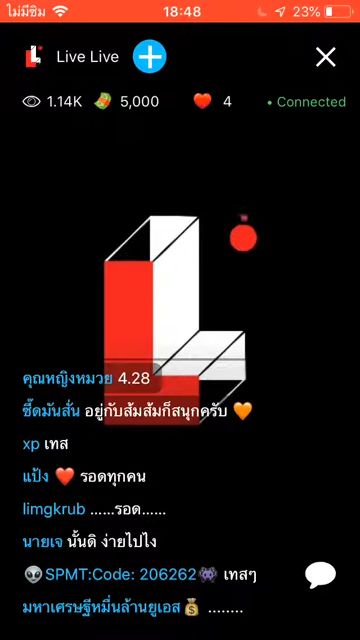 ไม่มีซิม 18:48 23%
Live Live
1.14K 5,000 4 • Connected
คุณหญิงหมวย 4.28
ซี๊ดมันสั่น อยู่กับส้มส้มก็สนุกครับ 🧡
xp เทส
แป้ง ❤️ รอดทุกคน
limgkrub ......รอด......
นายเจ นั้นดิ ง่ายไปไง
👽SPMT:Code: 206262👾 เทสๆ
มหาเศรษฐีหมื่นล้านยูเอส💰 ........